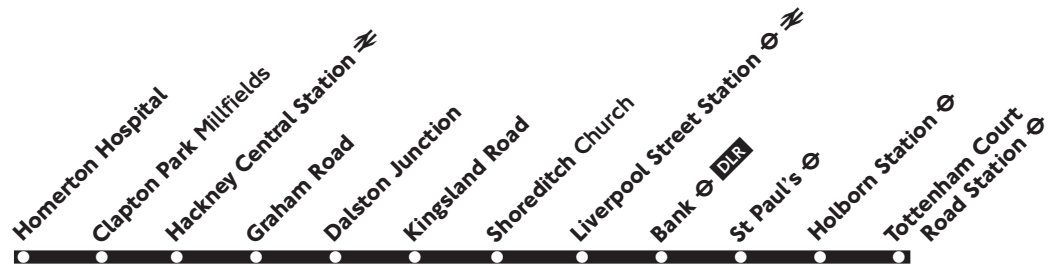 Homerton Hospital
Clapton Park Millfields
Hackney Central Station
Graham Road
Dalston Junction
Kingsland Road
Shoreditch Church
Liverpool Street Station
Bank DLR
St Paul's
Holborn Station
Tottenham Court
Road Station